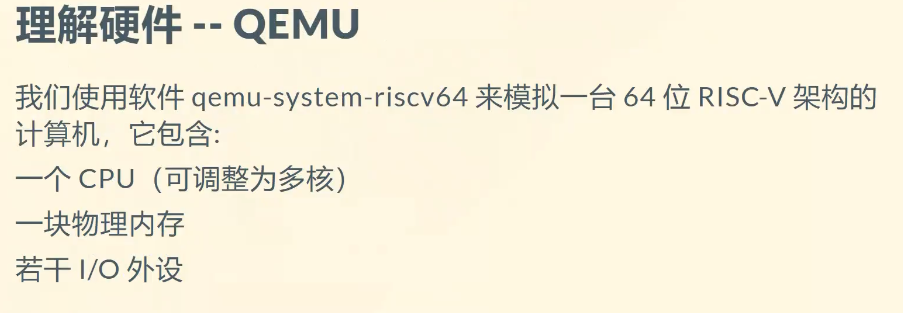 理解硬件 -- QEMU
我们使用软件 qemu-system-riscv64 来模拟一台 64 位 RISC-V 架构的
计算机，它包含:
一个 CPU（可调整为多核）
一块物理内存
若干 I/O 外设